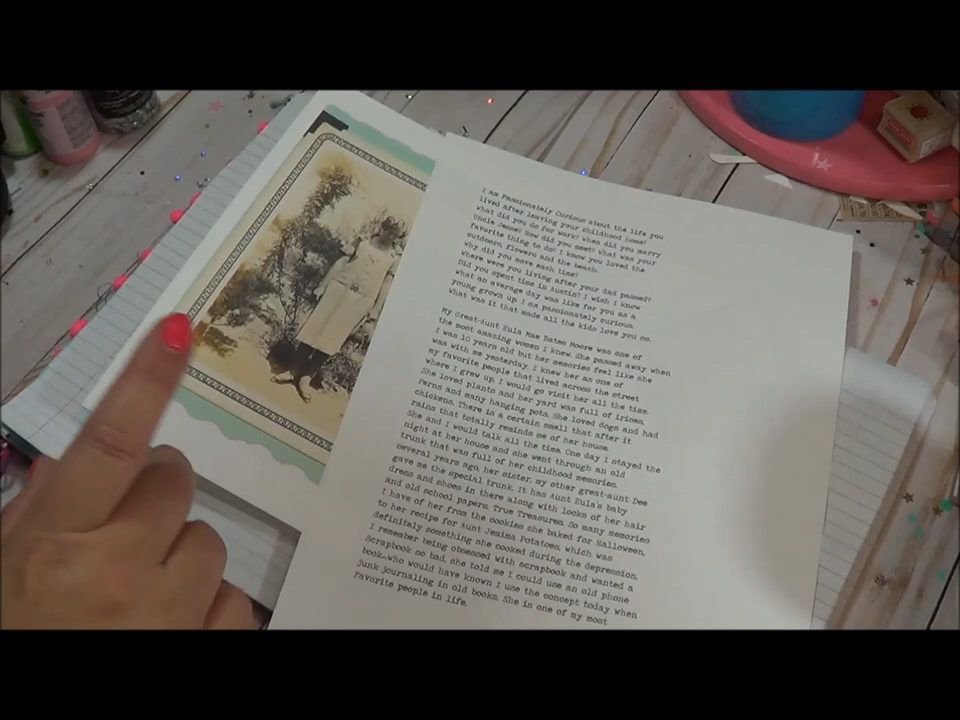 I am Passionately Curious about the life you
lived after leaving your childhood home?
what did you do for work? When did you marry
Uncle Jesse? How did you meet? what was your
favorite thing to do? I know you loved the
outdoors, flowers and the beach.
Why did you move each time?
Where were you living after your dad passed?
Did you spent time in Austin? I wish I knew
what an average day was like for you as a
young grown up. I am passionately curious
what was it that made all the kids love you so.
My Great-Aunt Eula Mae Bates Moore was one of
the most amazing women I knew. She passed away when
I was 10 years old but her memories feel like she
was with me yesterday. I knew her as one of
my favorite people that lived across the street
where I grew up. I would go visit her all the time.
She loved plants and her yard was full of irises,
Ferns and many hanging pots. She loved dogs and had
chickens. There is a certain smell that after it
rains that totally reminds me of her house.
She and I would talk all the time. One day I stayed the
night at her house and she went through an old
trunk that was full of her childhood memories.
several years ago, her sister, my other great-aunt Dee
gave me the special trunk. It has Aunt Eula's baby
dress and shoes in there along with locks of her hair
and old school papers. True Treasures. So many memories
I have of her from the cookies she baked for Halloween,
to her recipe for Aunt Jemima Potatoes, which was
definitely something she cooked during the depression.
I remember being obsessed with scrapbook and wanted a
Scrapbook so bad, she told me I could use an old phone
book...who would have known I use the concept today when
junk journaling in old books. She is one of my most
Favorite people in life.